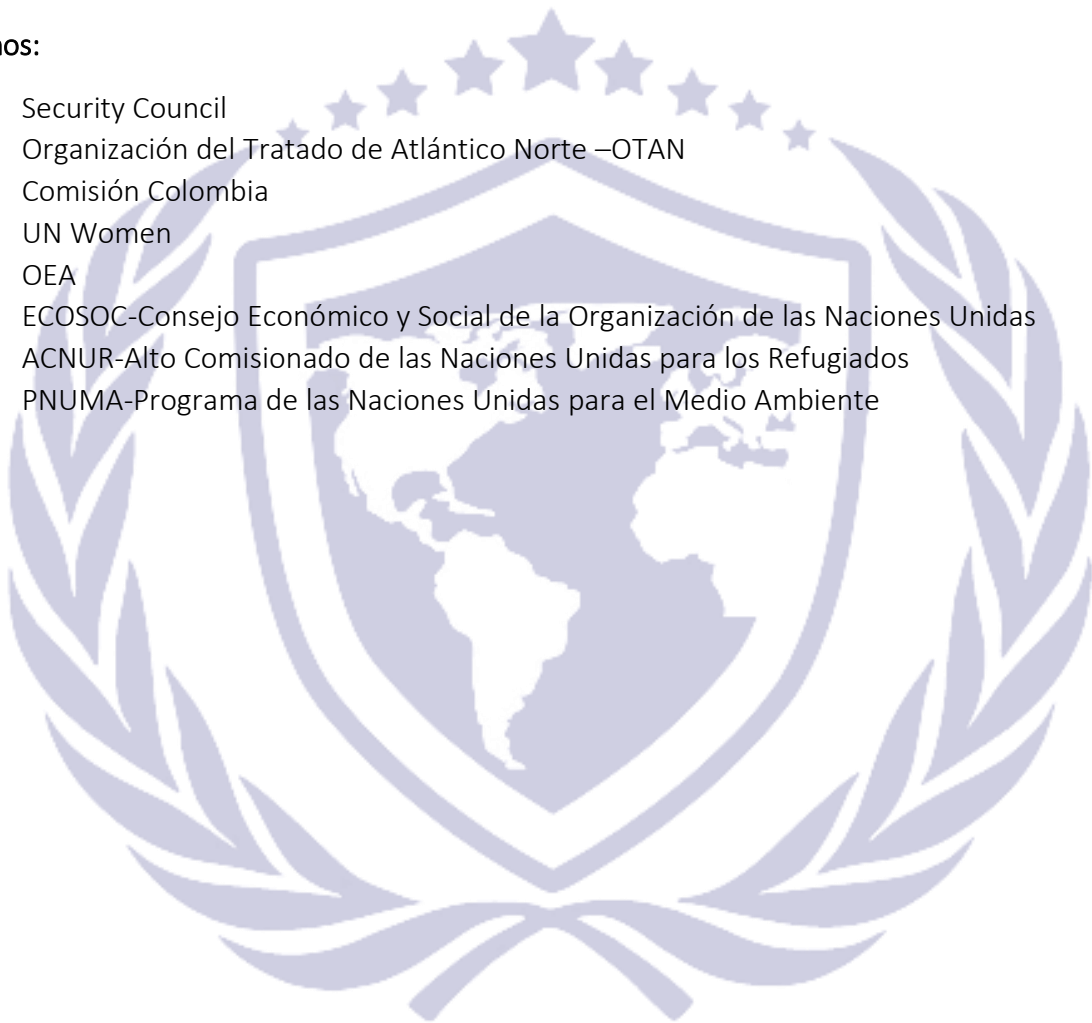 nos:
Security Council
Organización del Tratado de Atlántico Norte –OTAN
Comisión Colombia
UN Women
OEA
ECOSOC-Consejo Económico y Social de la Organización de las Naciones Unidas
ACNUR-Alto Comisionado de las Naciones Unidas para los Refugiados
PNUMA-Programa de las Naciones Unidas para el Medio Ambiente